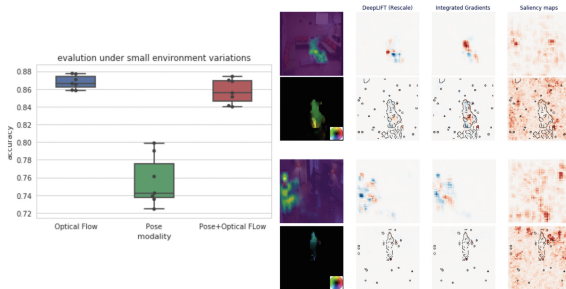 evalution under small environment variations
0.88
0.86
0.84
0.82
0.80
0.78
0.76
0.74
0.72
accuracy
Optical Flow
Pose
Pose+Optical FLow
modality
DeepLIFT (Rescale)
Integrated Gradients
Saliency maps